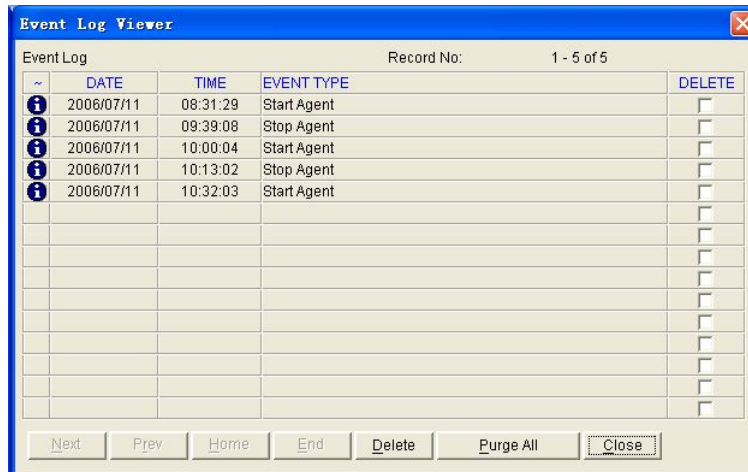 Event Log Viewer
Event Log Record No: 1 - 5 of 5
~ DATE TIME EVENT TYPE DELETE
2006/07/11 08:31:29 Start Agent
2006/07/11 09:39:08 Stop Agent
2006/07/11 10:00:04 Start Agent
2006/07/11 10:13:02 Stop Agent
2006/07/11 10:32:03 Start Agent
Next Prev Home End Delete Purge All Close